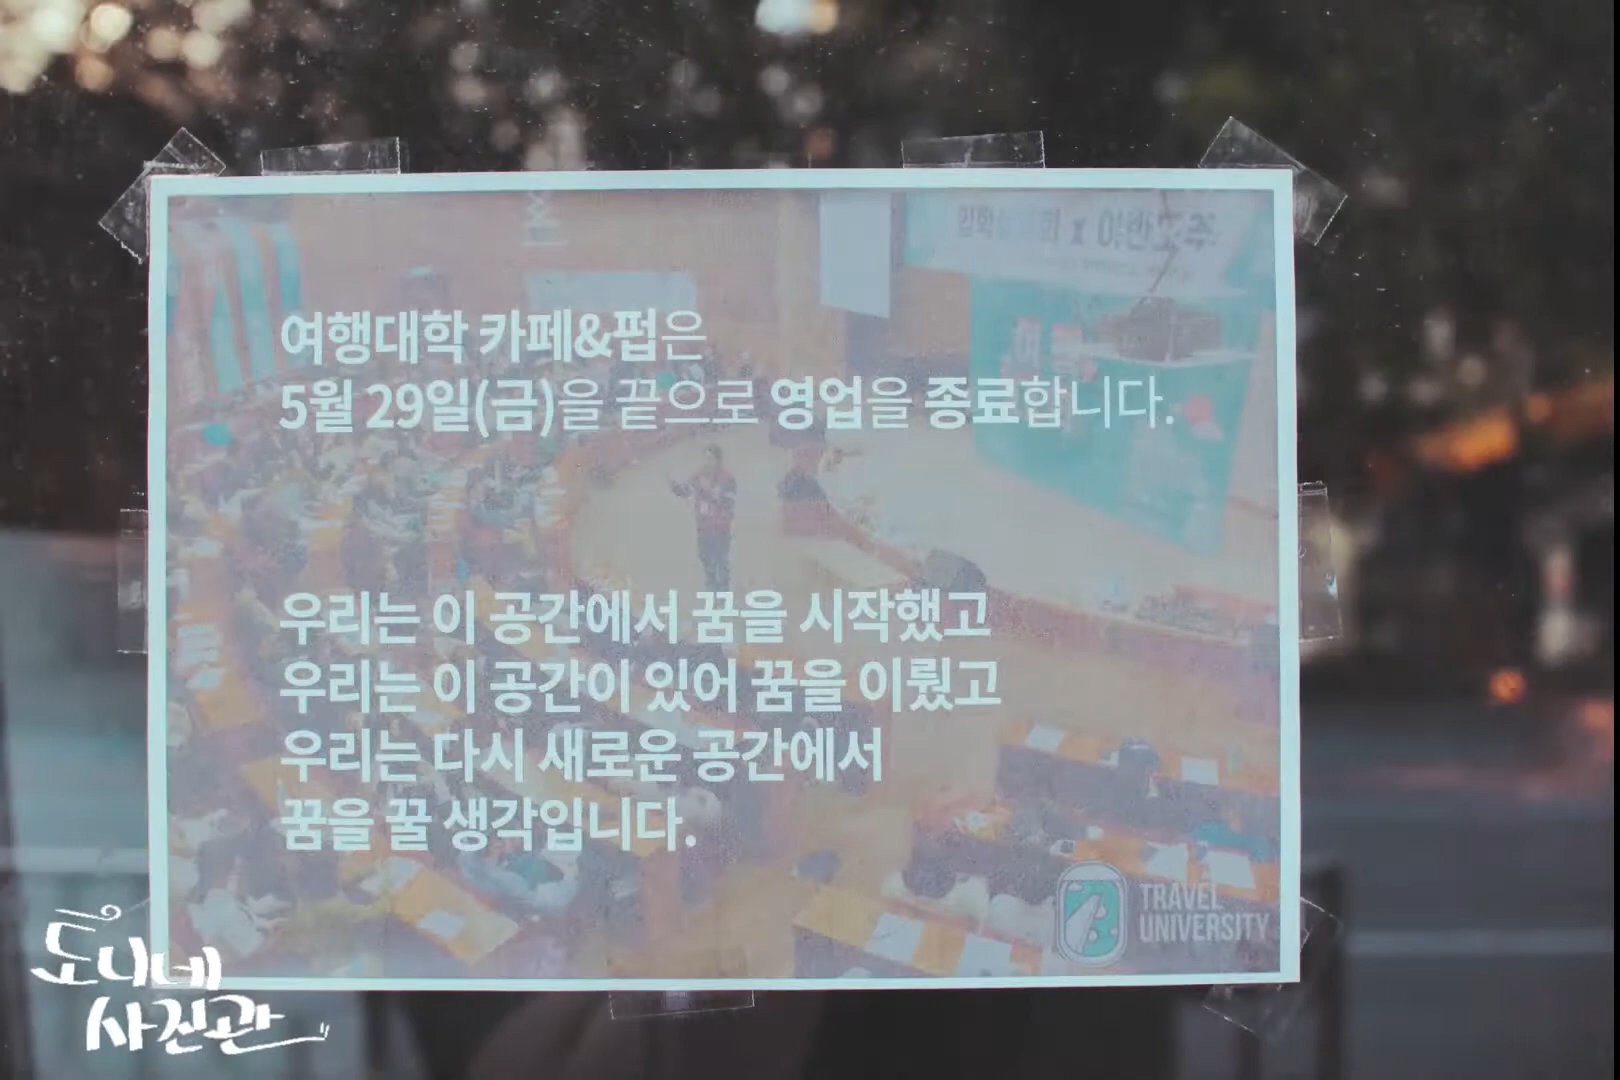 여행대학 카페&펍은
5월 29일(금)을 끝으로 영업을 종료합니다.
우리는 이 공간에서 꿈을 시작했고
우리는 이 공간이 있어 꿈을 이뤘고
우리는 다시 새로운 공간에서
꿈을 꿀 생각입니다.
TRAVEL
UNIVERSITY
도니네
사진관